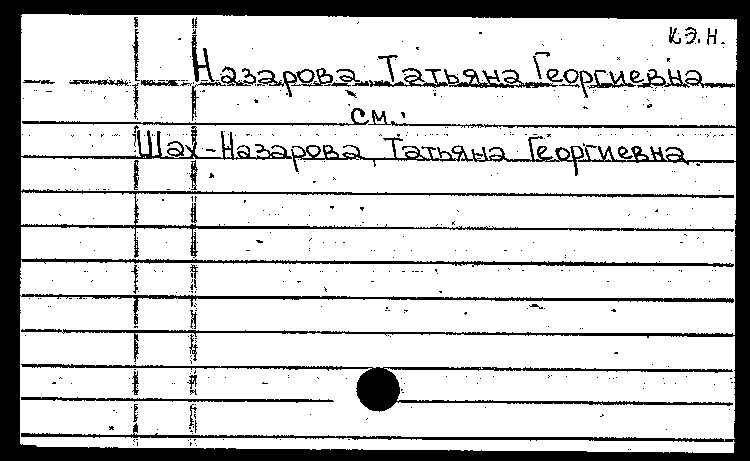 к.э.н.
Назарова, Татьяна Георгиевна
см.:
Шах-Назарова, Татьяна Георгиевна